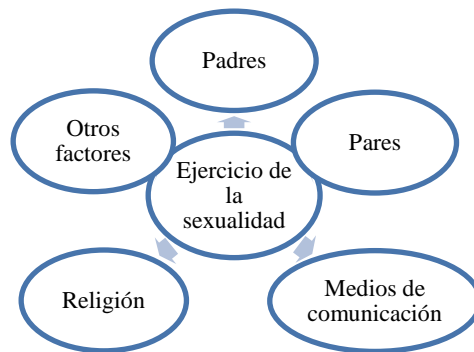 Padres
Otros
factores
Pares
Ejercicio de
la
sexualidad
Religión
Medios de
comunicación